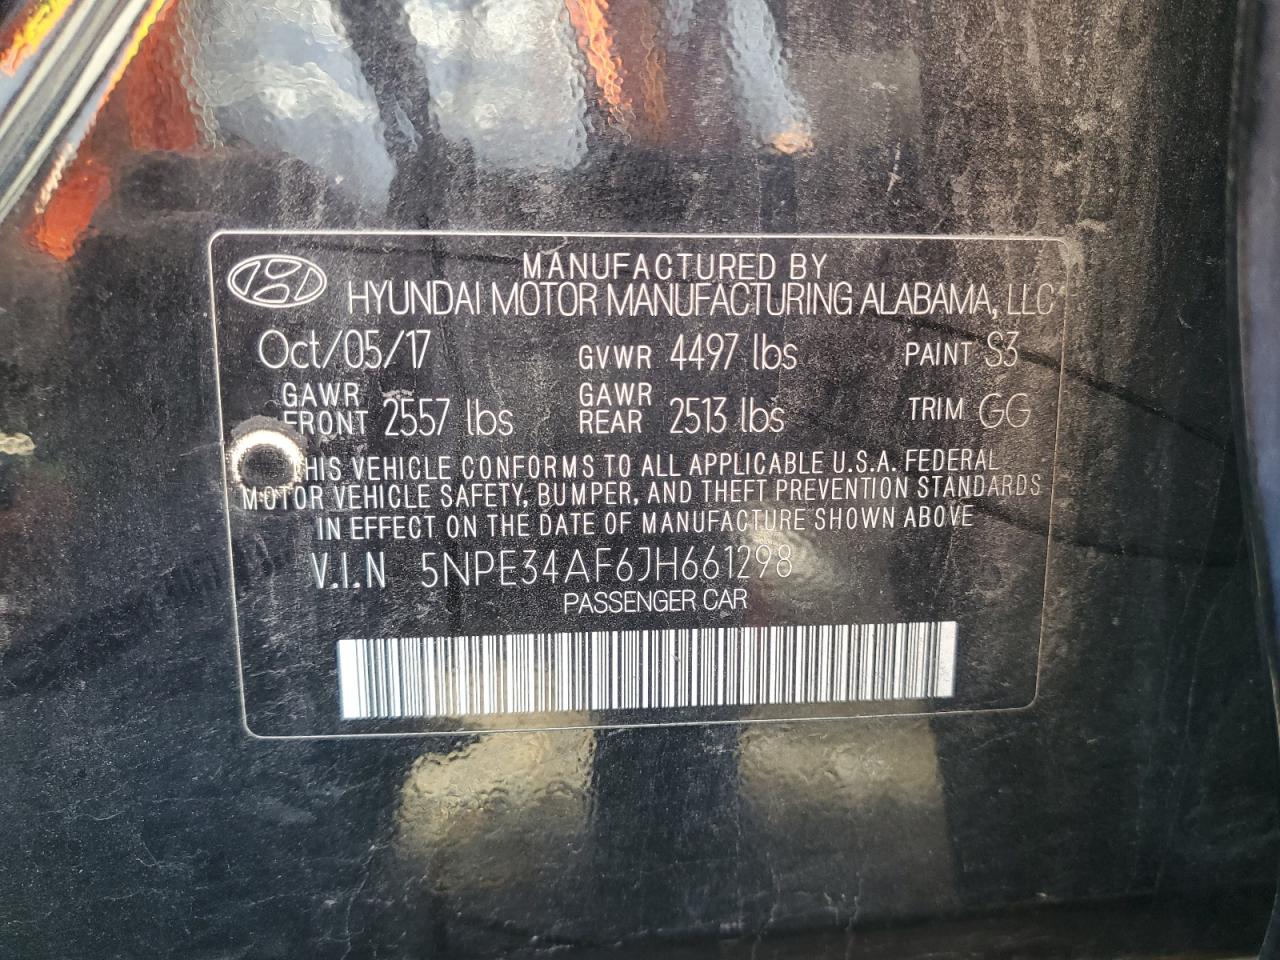 MANUFACTURED BY
HYUNDAI MOTOR MANUFACTURING ALABAMA, LLC
Oct/05/17 GVWR 4497 lbs PAINT S3
GAWR FRONT 2557 lbs GAWR REAR 2513 lbs TRIM GG
THIS VEHICLE CONFORMS TO ALL APPLICABLE U.S.A. FEDERAL
MOTOR VEHICLE SAFETY, BUMPER, AND THEFT PREVENTION STANDARDS
IN EFFECT ON THE DATE OF MANUFACTURE SHOWN ABOVE
V.I.N 5NPE34AF6JH661298
PASSENGER CAR